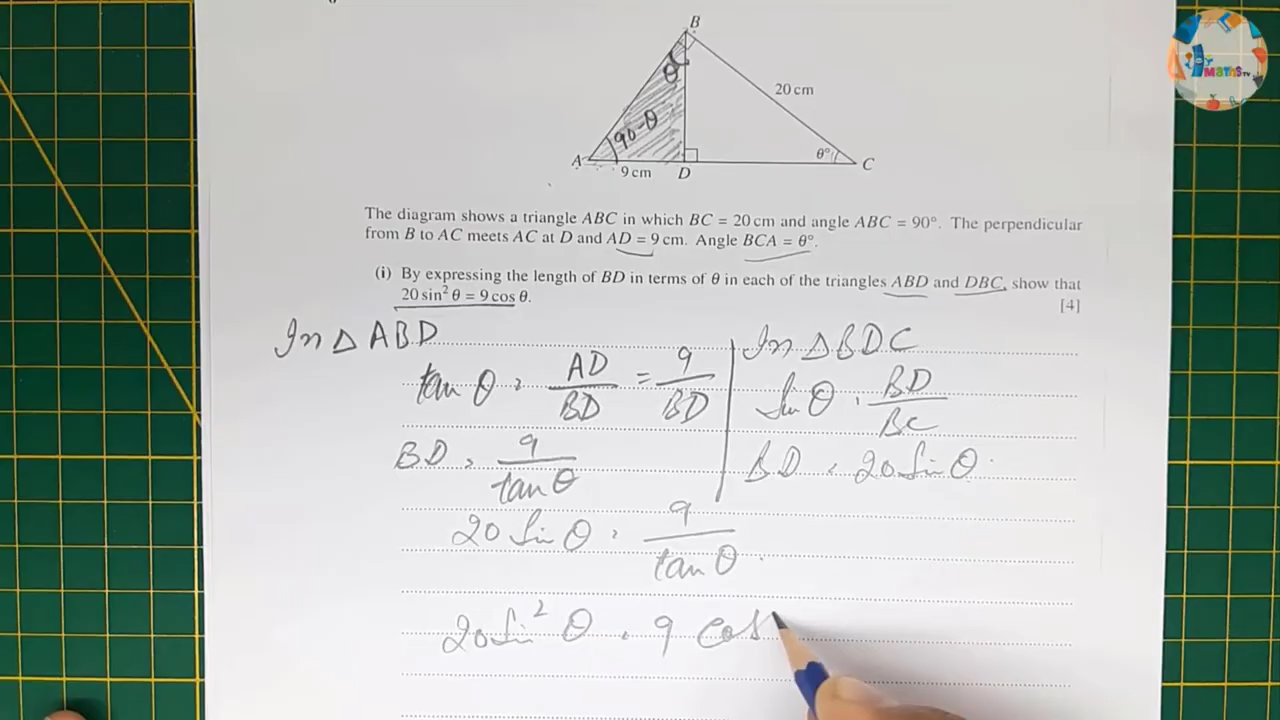 B
MATHS TV
θ
20 cm
90-θ
θ°
A
9 cm
D
C
The diagram shows a triangle ABC in which BC = 20 cm and angle ABC = 90°. The perpendicular
from B to AC meets AC at D and AD = 9 cm. Angle BCA = θ°.
(i) By expressing the length of BD in terms of θ in each of the triangles ABD and DBC, show that
20 sin² θ = 9 cos θ.
[4]
In △ ABD
tan θ = AD/BD = 9/BD
BD = 9/tan θ
In △ BDC
Sin θ = BD/BC
BD = 20 Sin θ
20 Sin θ = 9/tan θ
20 Sin² θ = 9 Cos